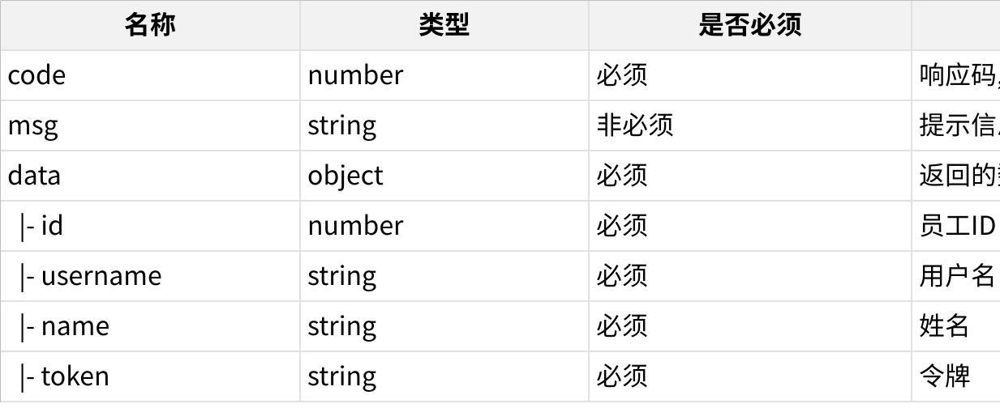 名称 类型 是否必须
code number 必须 响应码,
msg string 非必须 提示信
data object 必须 返回的
|- id number 必须 员工ID
|- username string 必须 用户名
|- name string 必须 姓名
|- token string 必须 令牌